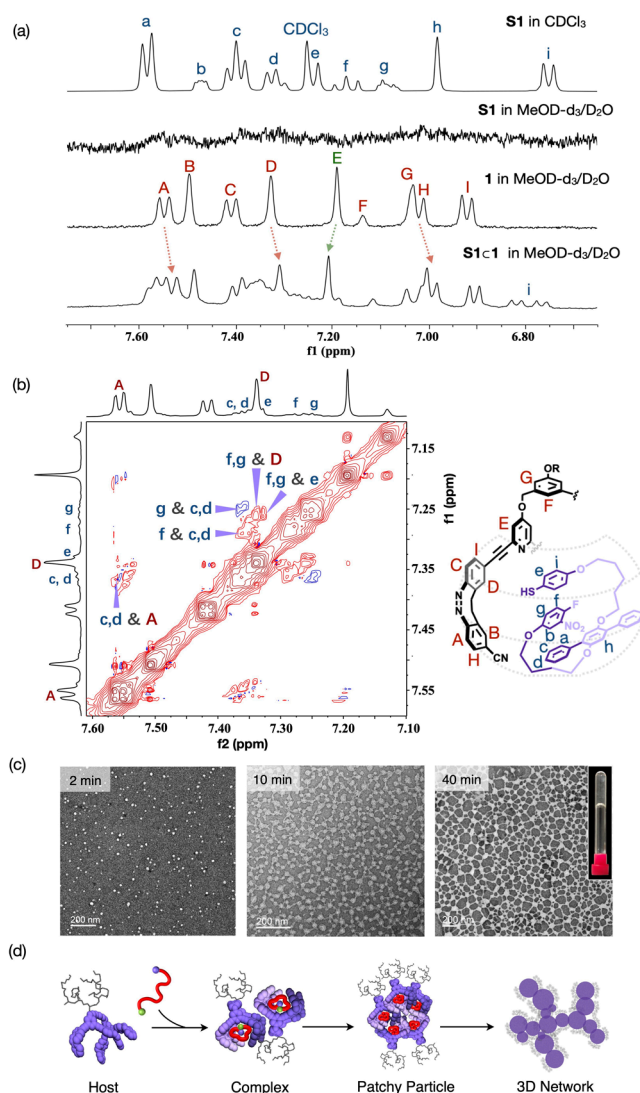 (a)
a
b
c
d
CDCl3
e
f
g
h
i
S1 in CDCl3
S1 in MeOD-d3/D2O
A
B
C
D
E
F
G
H
I
1 in MeOD-d3/D2O
S1⊂1 in MeOD-d3/D2O
i
7.60
7.40
7.20
7.00
6.80
f1 (ppm)
(b)
A
D
c, d
e
f
g
g
f
e
D
c, d
A
f,g & D
f,g & e
g & c,d
f & c,d
c,d & A
7.15
7.25
7.35
7.45
7.55
f1 (ppm)
7.60
7.50
7.40
7.30
7.20
7.10
f2 (ppm)
OR
G
O
F
E
N
I
C
D
N
N
B
A
H
CN
i
e
O
HS
f
F
g
O
NO2
b
O
a
c
d
O
h
(c)
2 min
10 min
40 min
200 nm
200 nm
200 nm
(d)
Host
Complex
Patchy Particle
3D Network